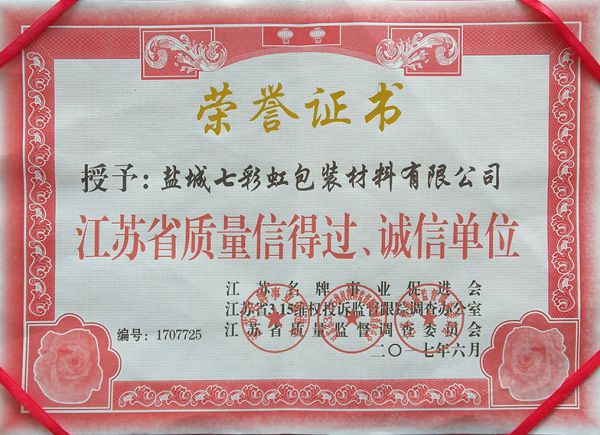 荣誉证书
授予：盐城七彩虹包装材料有限公司
江苏省质量信得过、诚信单位
江苏名牌事业促进会
江苏省3.15维权投诉监管跟踪调查办公室
编号：1707725 江苏省质量监督调查委员会
二〇一七年六月